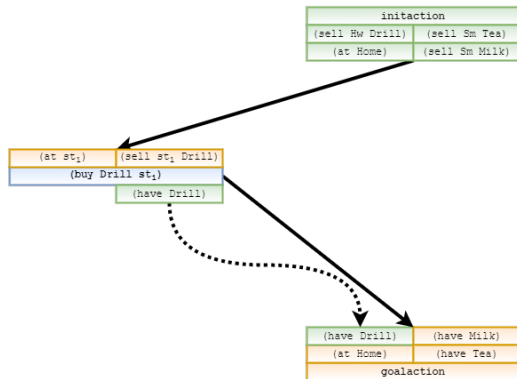 initaction
(sell Hw Drill) (sell Sm Tea)
(at Home) (sell Sm Milk)
(at st₁) (sell st₁ Drill)
(buy Drill st₁)
(have Drill)
(have Drill) (have Milk)
(at Home) (have Tea)
goalaction